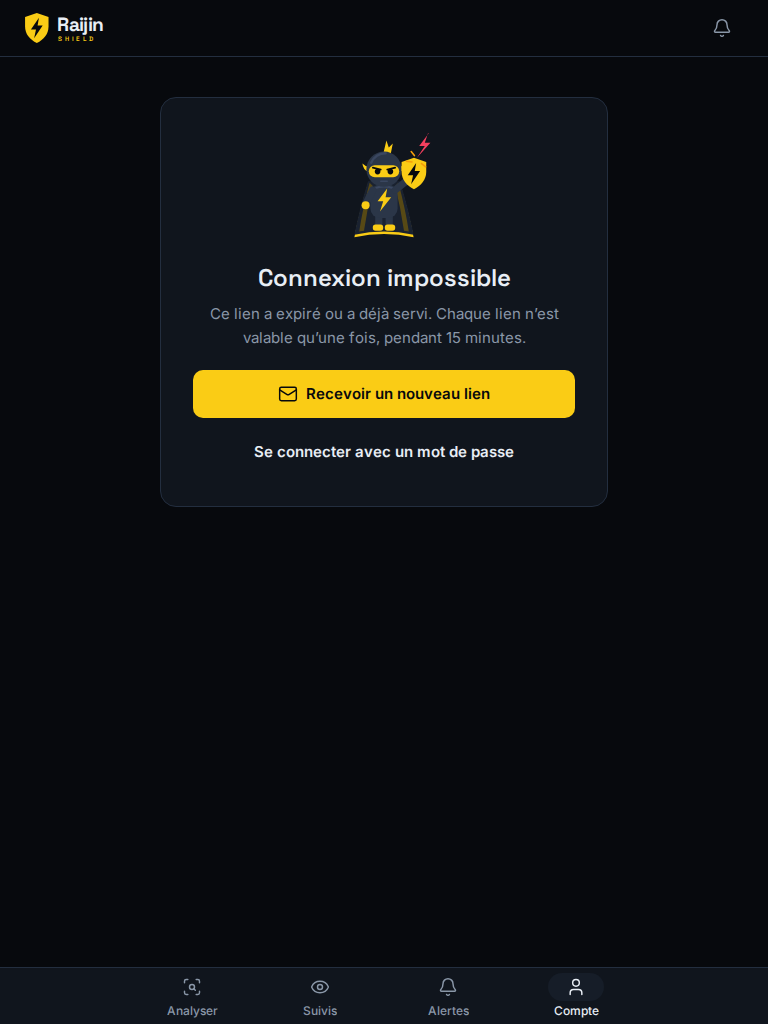 Raijin
SHIELD
Connexion impossible
Ce lien a expiré ou a déjà servi. Chaque lien n’est
valable qu’une fois, pendant 15 minutes.
Recevoir un nouveau lien
Se connecter avec un mot de passe
Analyser
Suivis
Alertes
Compte